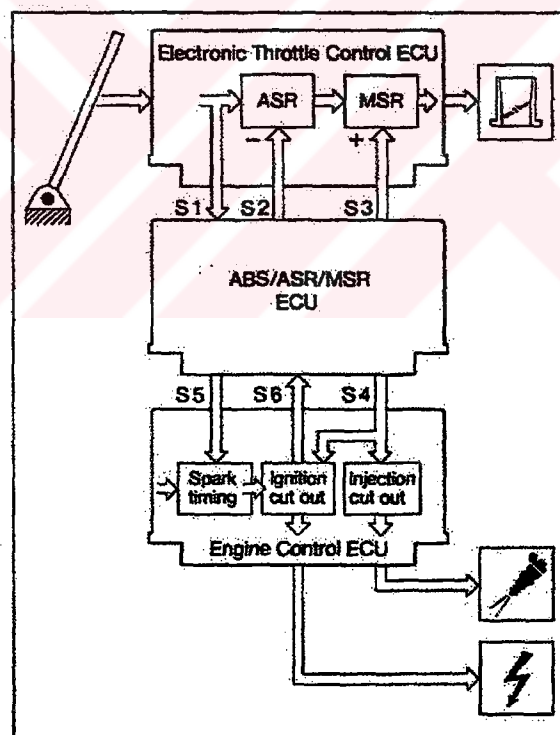 Electronic Throttle Control ECU
ASR
MSR
–
+
S1
S2
S3
ABS/ASR/MSR
ECU
S5
S6
S4
Spark
timing
Ignition
cut out
Injection
cut out
Engine Control ECU